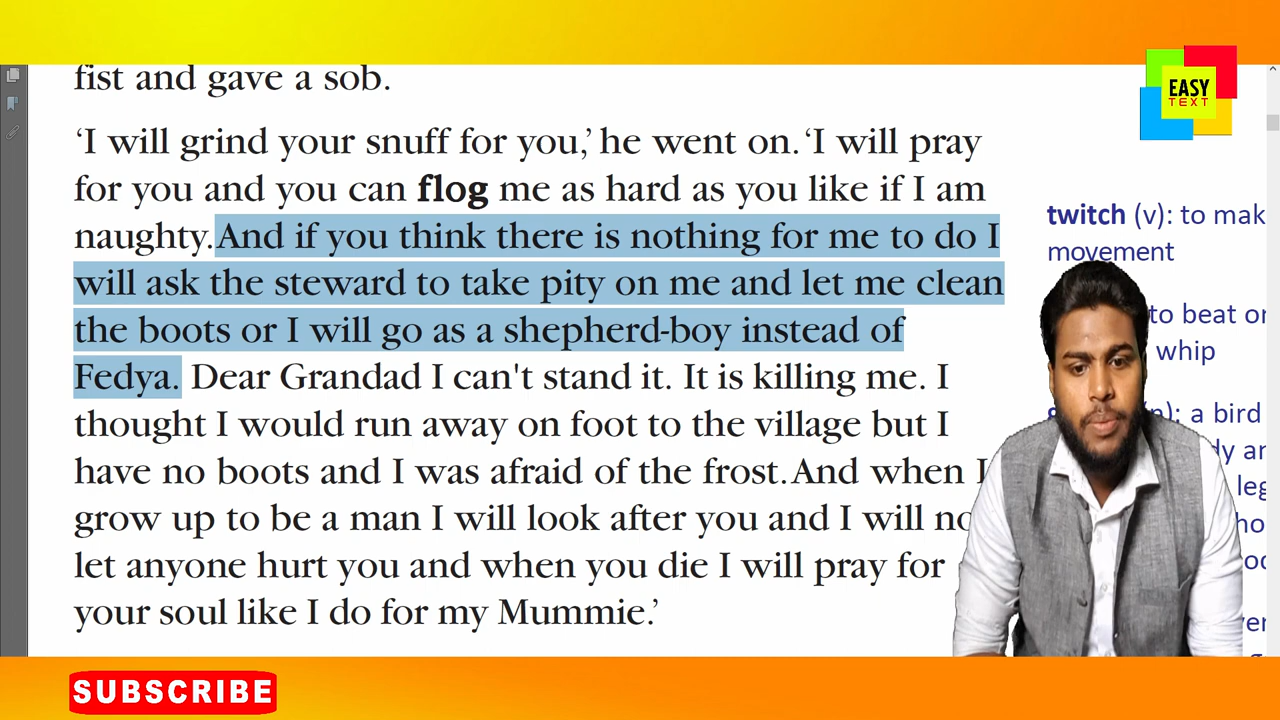 fist and gave a sob.
EASY
TEXT
‘I will grind your snuff for you,’ he went on. ‘I will pray
for you and you can flog me as hard as you like if I am
naughty. And if you think there is nothing for me to do I
will ask the steward to take pity on me and let me clean
the boots or I will go as a shepherd-boy instead of
Fedya. Dear Grandad I can't stand it. It is killing me. I
thought I would run away on foot to the village but I
have no boots and I was afraid of the frost. And when I
grow up to be a man I will look after you and I will no
let anyone hurt you and when you die I will pray for
your soul like I do for my Mummie.’
twitch (v): to mak
movement
to beat or
whip
a bird
leg
SUBSCRIBE